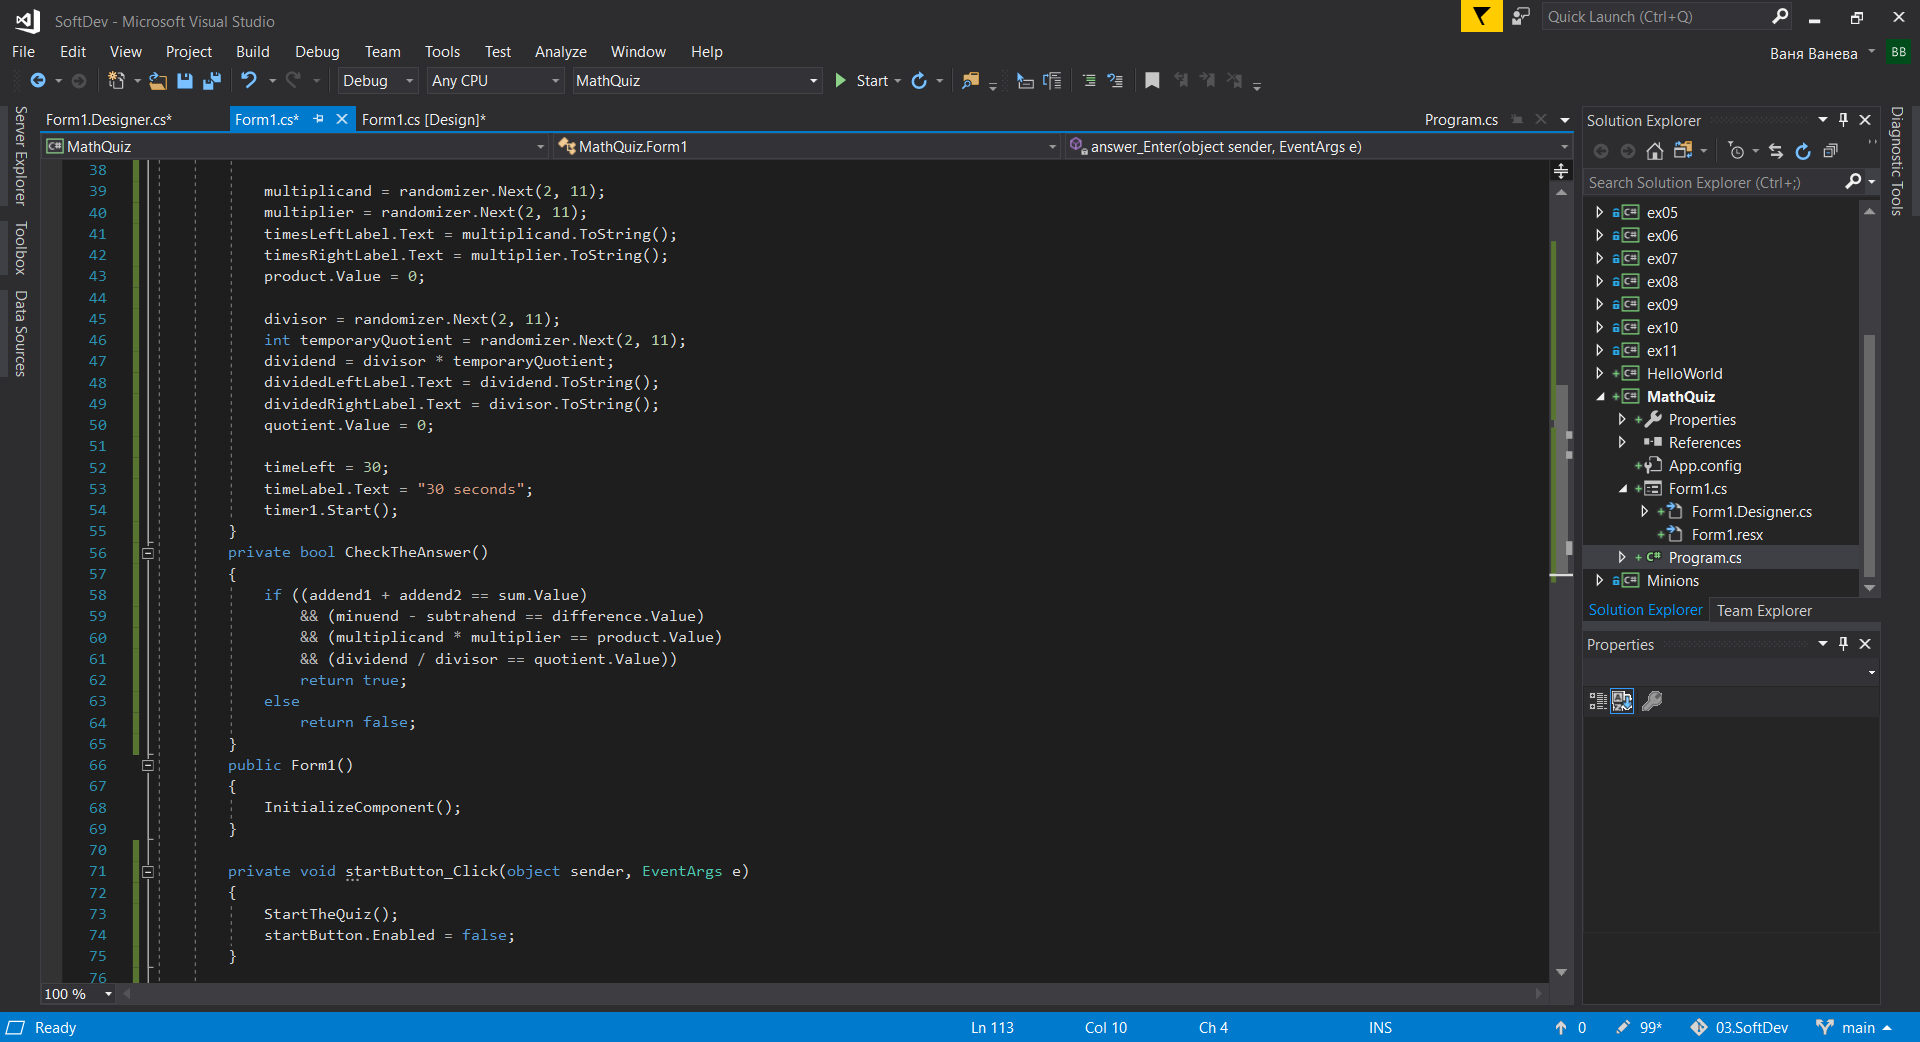 SoftDev - Microsoft Visual Studio
Quick Launch (Ctrl+Q)
File Edit View Project Build Debug Team Tools Test Analyze Window Help
Ваня Ванева BB
Debug Any CPU MathQuiz Start
Server Explorer
Toolbox
Data Sources
Form1.Designer.cs* Form1.cs* Form1.cs [Design]* Program.cs
C# MathQuiz MathQuiz.Form1 answer_Enter(object sender, EventArgs e)
38
39 multiplicand = randomizer.Next(2, 11);
40 multiplier = randomizer.Next(2, 11);
41 timesLeftLabel.Text = multiplicand.ToString();
42 timesRightLabel.Text = multiplier.ToString();
43 product.Value = 0;
44
45 divisor = randomizer.Next(2, 11);
46 int temporaryQuotient = randomizer.Next(2, 11);
47 dividend = divisor * temporaryQuotient;
48 dividedLeftLabel.Text = dividend.ToString();
49 dividedRightLabel.Text = divisor.ToString();
50 quotient.Value = 0;
51
52 timeLeft = 30;
53 timeLabel.Text = "30 seconds";
54 timer1.Start();
55 }
56 private bool CheckTheAnswer()
57 {
58 if ((addend1 + addend2 == sum.Value)
59 && (minuend - subtrahend == difference.Value)
60 && (multiplicand * multiplier == product.Value)
61 && (dividend / divisor == quotient.Value))
62 return true;
63 else
64 return false;
65 }
66 public Form1()
67 {
68 InitializeComponent();
69 }
70
71 private void startButton_Click(object sender, EventArgs e)
72 {
73 StartTheQuiz();
74 startButton.Enabled = false;
75 }
76
100 %
Solution Explorer
Search Solution Explorer (Ctrl+;)
C# ex05
C# ex06
C# ex07
C# ex08
C# ex09
C# ex10
C# ex11
C# HelloWorld
C# MathQuiz
Properties
References
App.config
Form1.cs
Form1.Designer.cs
Form1.resx
C# Program.cs
C# Minions
Solution Explorer Team Explorer
Properties
Diagnostic Tools
Ready Ln 113 Col 10 Ch 4 INS 0 99* 03.SoftDev main